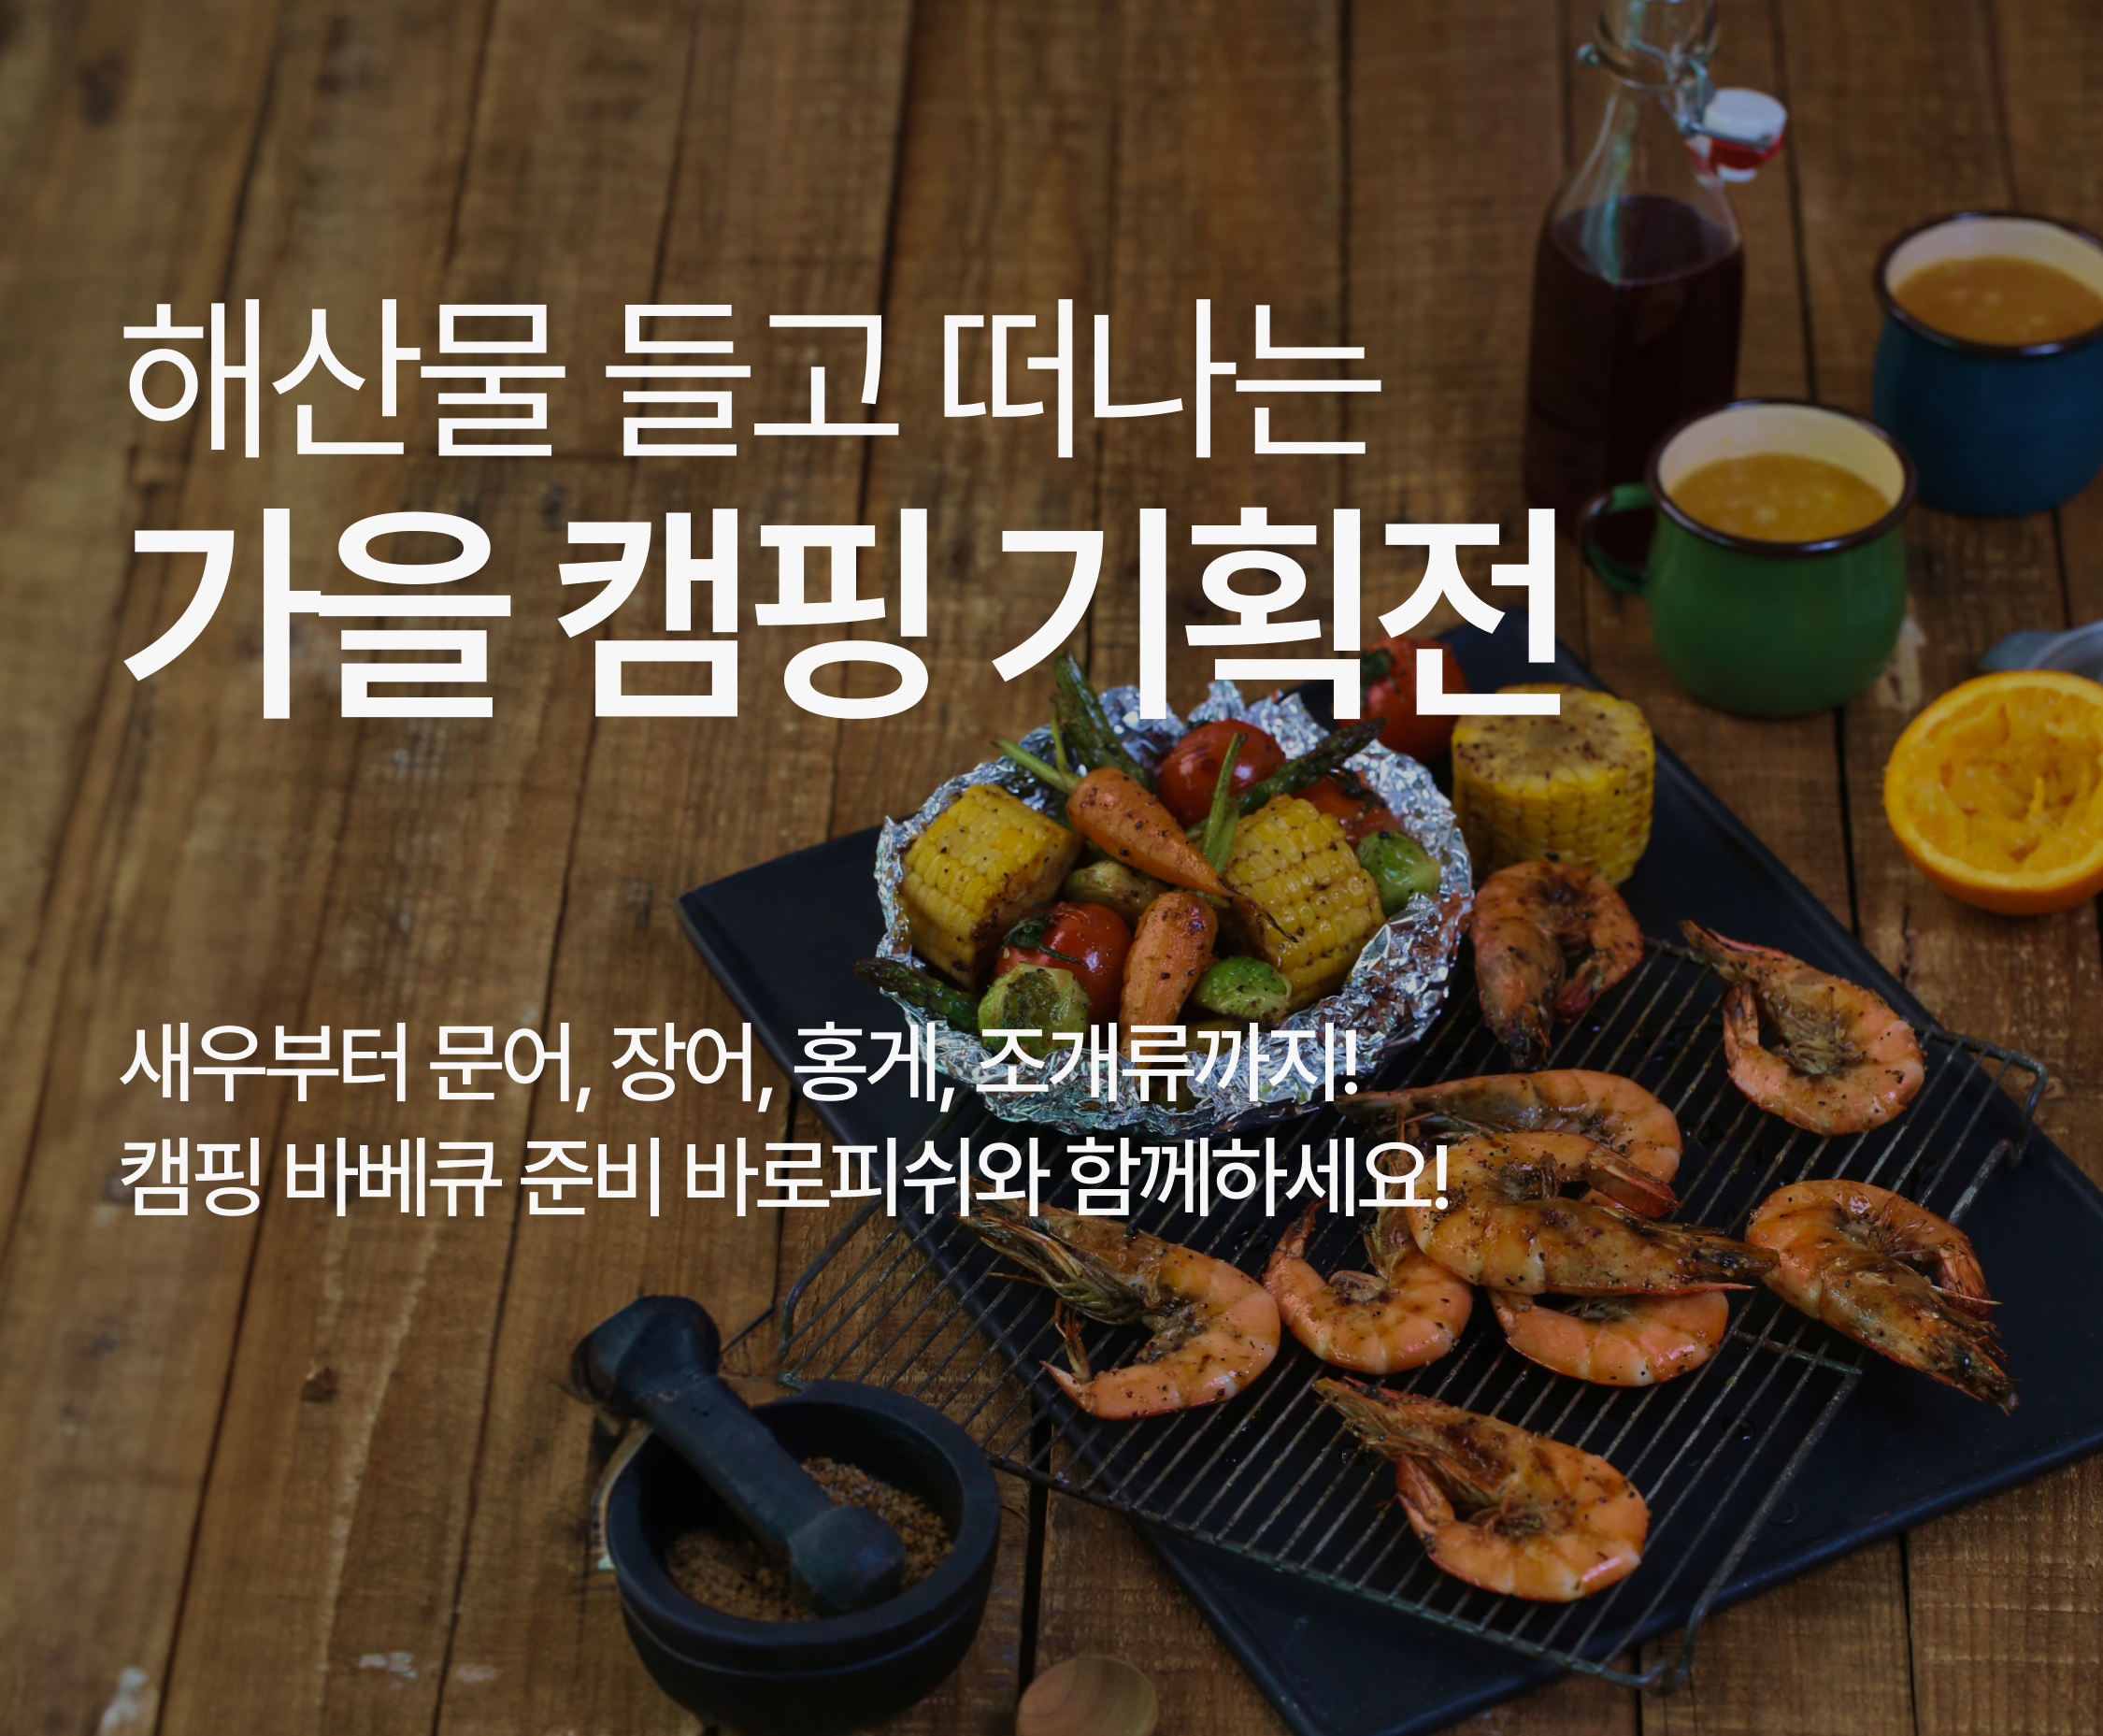 해산물 들고 떠나는
가을 캠핑 기획전
새우부터 문어, 장어, 홍게, 조개류까지!
캠핑 바베큐 준비 바로피쉬와 함께하세요!